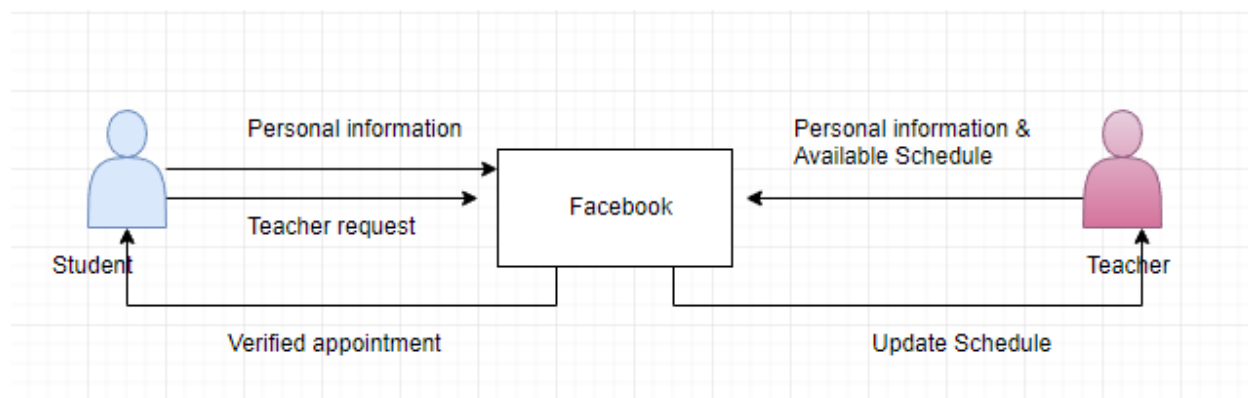 Personal information
Personal information &
Available Schedule
Facebook
Teacher request
Student
Teacher
Verified appointment
Update Schedule